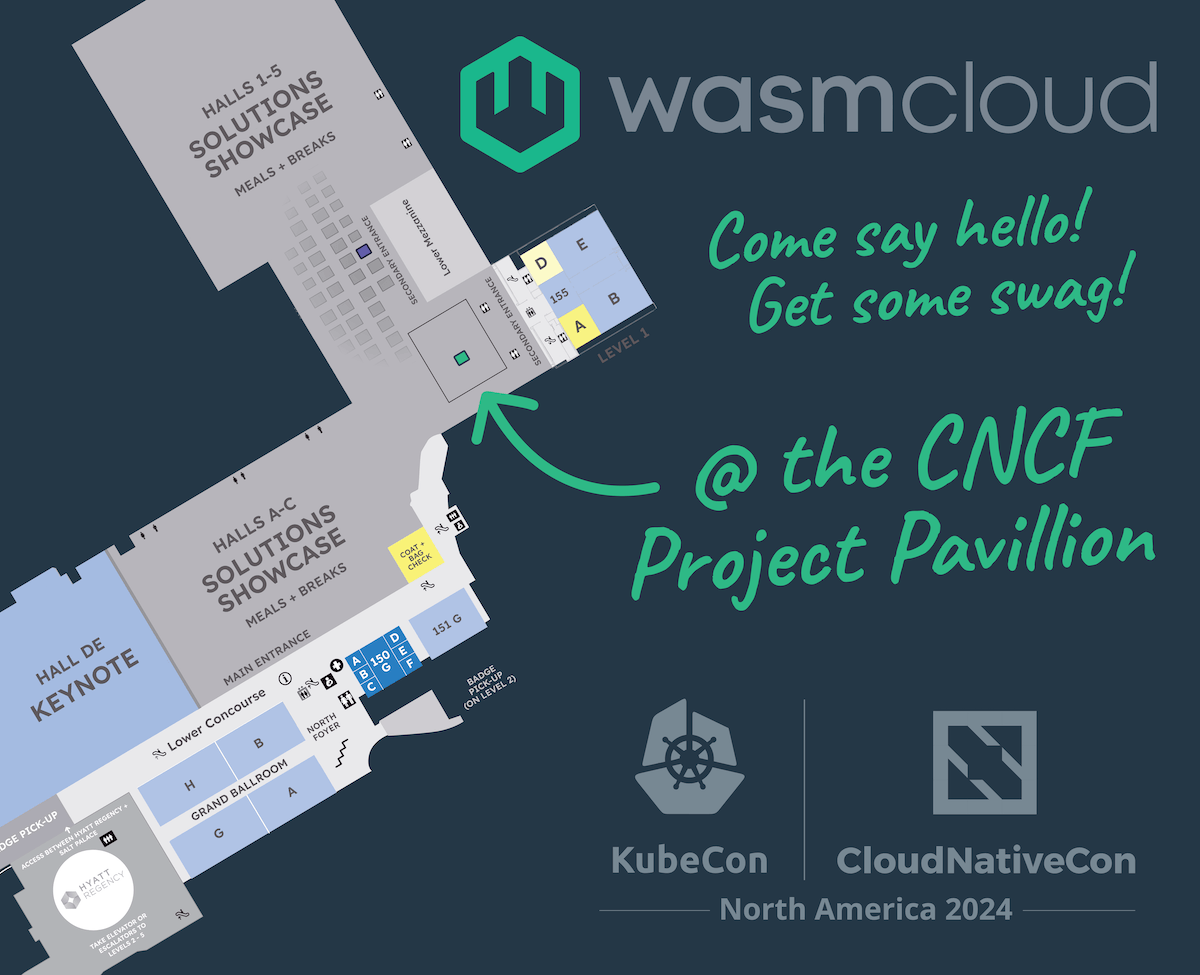 wasmcloud
Come say hello!
Get some swag!
@ the CNCF
Project Pavillion
HALLS 1-5
SOLUTIONS
SHOWCASE
MEALS + BREAKS
SECONDARY ENTRANCE
Lower Mezzanine
SECONDARY ENTRANCE
D
E
155
B
A
LEVEL 1
HALLS A-C
SOLUTIONS
SHOWCASE
MEALS + BREAKS
COAT +
BAG
CHECK
MAIN ENTRANCE
HALL DE
KEYNOTE
151 G
A
B
C
150
G
D
E
F
BADGE
PICK-UP
(ON LEVEL 2)
Lower Concourse
NORTH
FOYER
H
B
GRAND BALLROOM
G
A
DGE PICK-UP
ACCESS BETWEEN HYATT REGENCY +
SALT PALACE
HYATT
REGENCY
TAKE ELEVATOR OR
ESCALATORS TO
LEVELS 2 - 5
KubeCon
CloudNativeCon
North America 2024